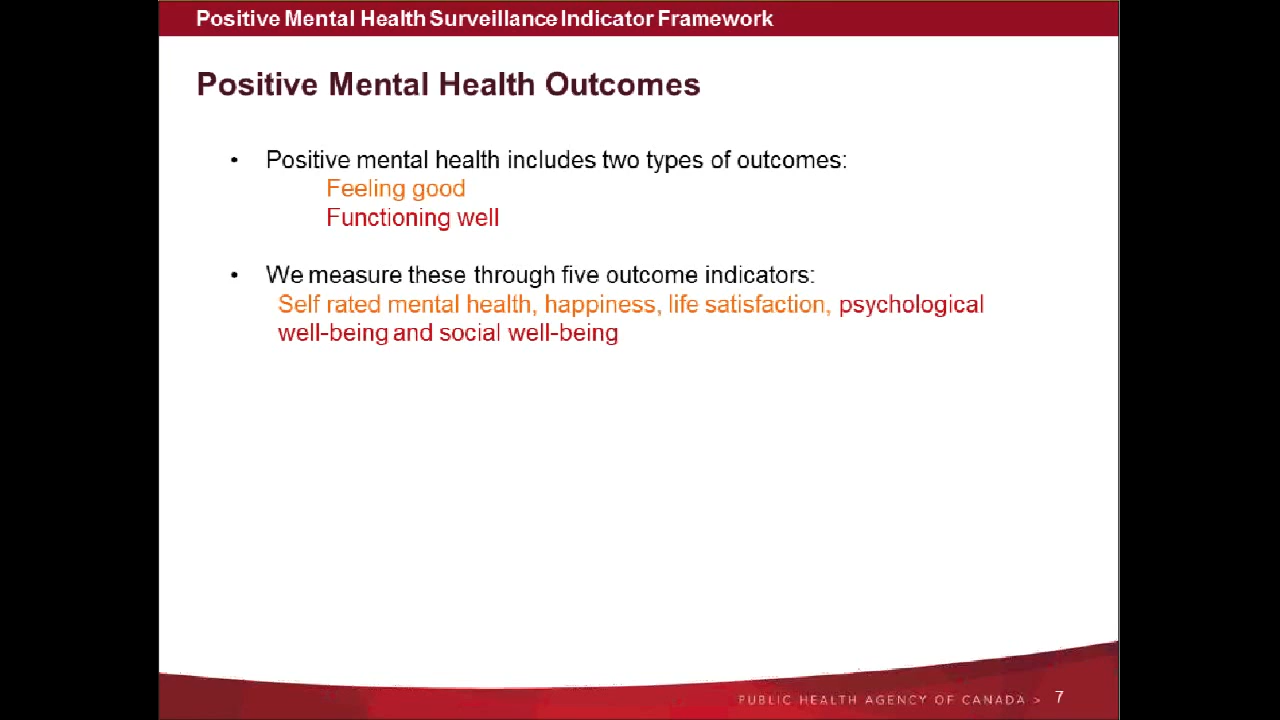 Positive Mental Health Surveillance Indicator Framework
Positive Mental Health Outcomes
• Positive mental health includes two types of outcomes:
Feeling good
Functioning well
• We measure these through five outcome indicators:
Self rated mental health, happiness, life satisfaction, psychological
well-being and social well-being
PUBLIC HEALTH AGENCY OF CANADA > 7